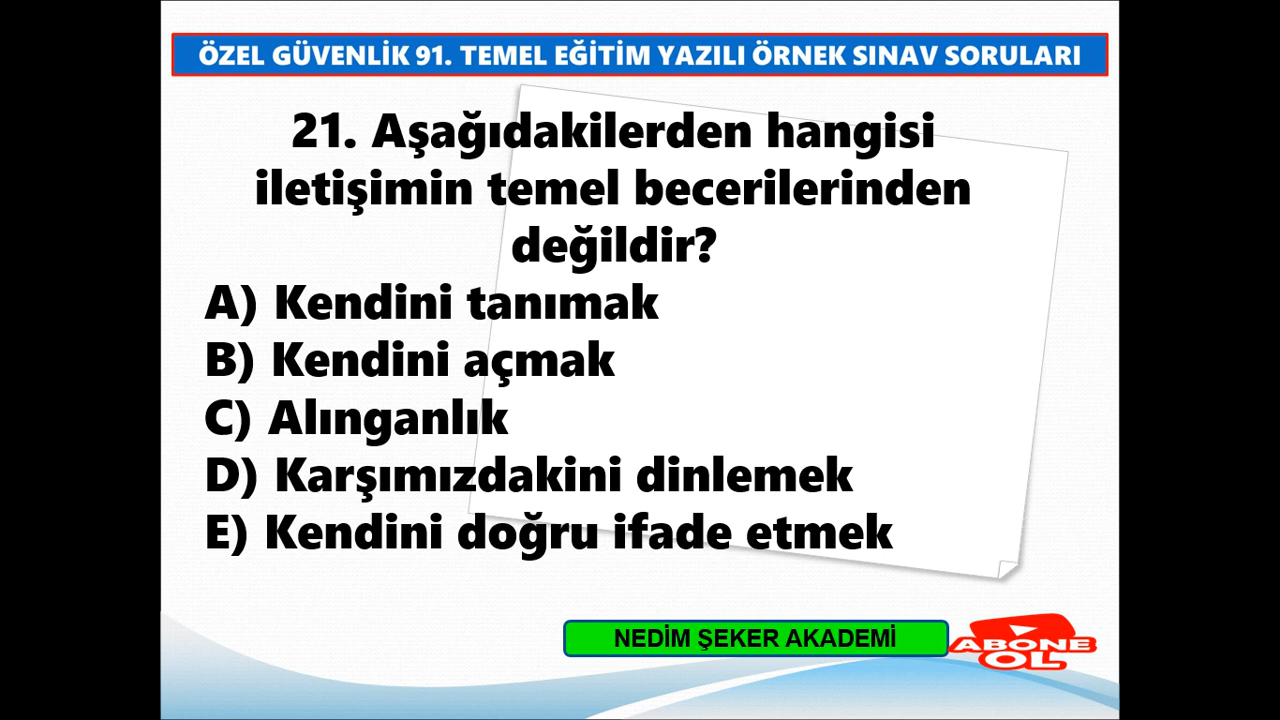 ÖZEL GÜVENLİK 91. TEMEL EĞİTİM YAZILI ÖRNEK SINAV SORULARI
21. Aşağıdakilerden hangisi
iletişimin temel becerilerinden
değildir?
A) Kendini tanımak
B) Kendini açmak
C) Alınganlık
D) Karşımızdakini dinlemek
E) Kendini doğru ifade etmek
NEDİM ŞEKER AKADEMİ
ABONE
OL